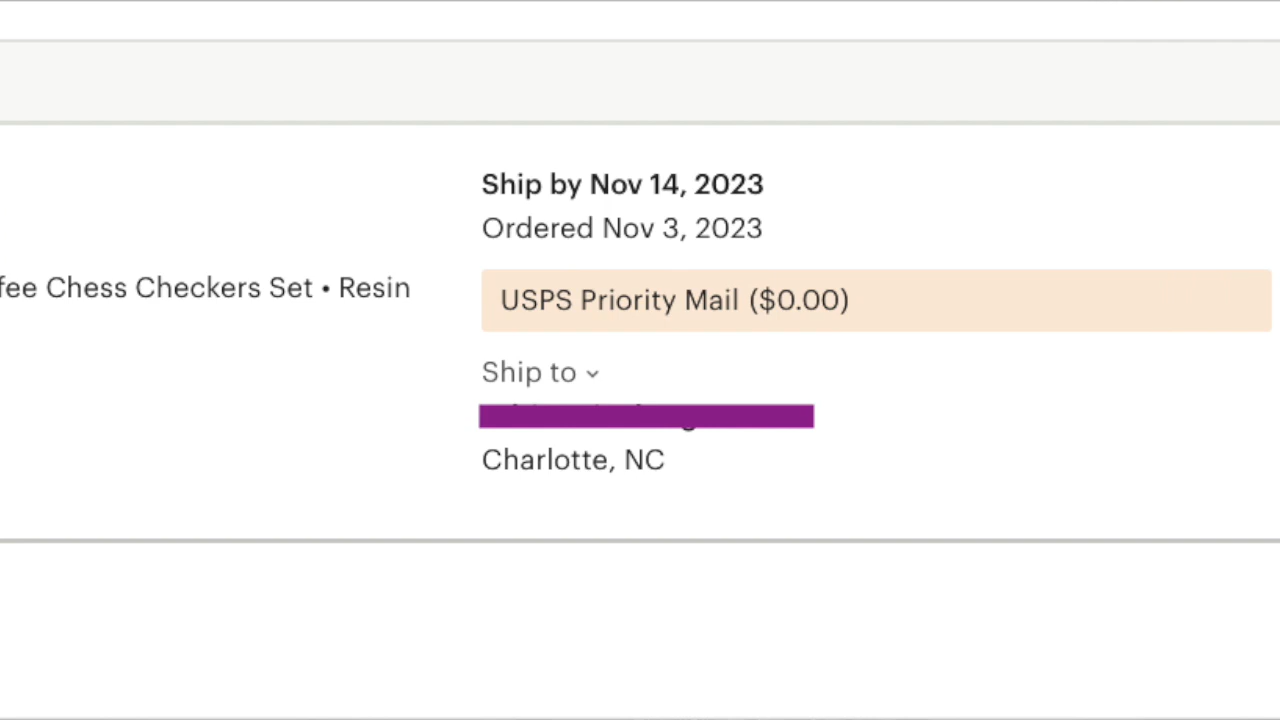 Ship by Nov 14, 2023
Ordered Nov 3, 2023
Chess Checkers Set • Resin
USPS Priority Mail ($0.00)
Ship to
Charlotte, NC